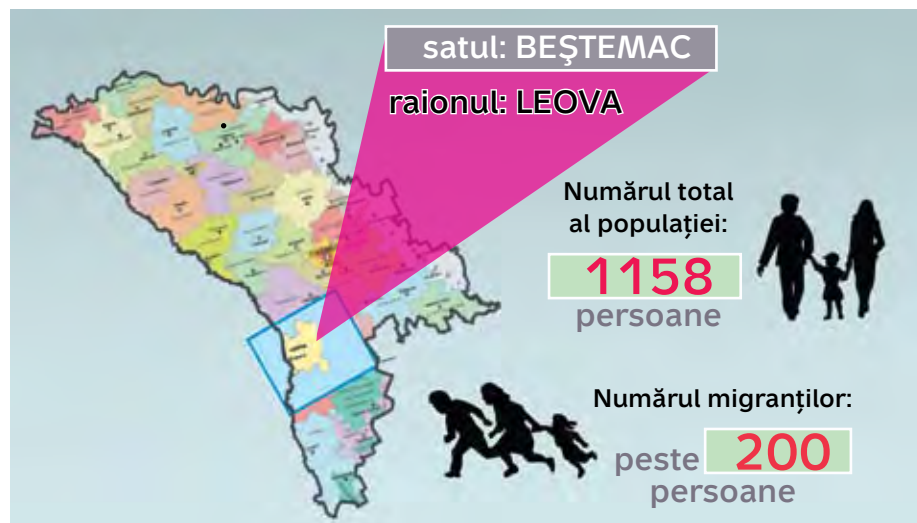 satul: BEŞTEMAC
raionul: LEOVA
Numărul total
al populației:
1158
persoane
Numărul migranților:
peste 200
persoane